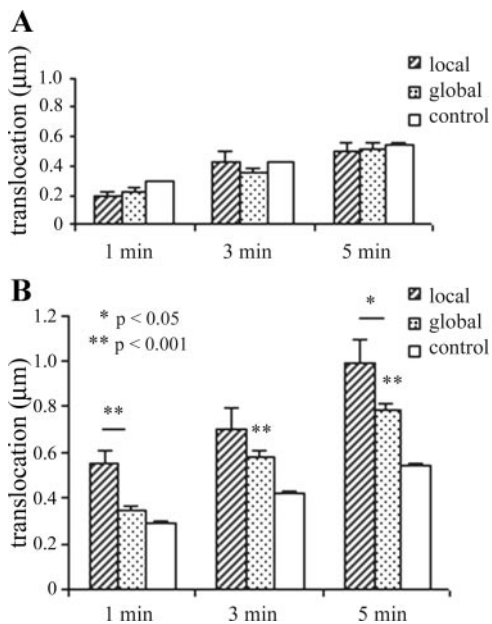 A
translocation (μm)
1.0
0.8
0.6
0.4
0.2
0
local
global
control
1 min 3 min 5 min
B
translocation (μm)
1.2
1.0
0.8
0.6
0.4
0.2
0
* p < 0.05
** p < 0.001
**
**
*
**
local
global
control
1 min 3 min 5 min